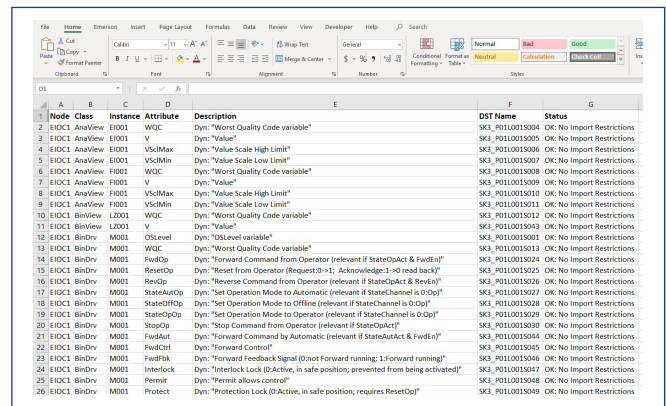 File Home Emerson Insert Page Layout Formulas Data Review View Developer Help Search
Cut
Copy
Format Painter
Paste
Clipboard
Calibri 11
Font
Wrap Text
Merge & Center
Alignment
General
Number
Conditional Formatting
Format as Table
Normal Bad Good
Neutral Calculation Check Cell
Styles
O1
A B C D E F G
1 Node Class Instance Attribute Description DST Name Status
2 EIOC1 AnaView EI001 WQC Dyn: "Worst Quality Code variable" SK3_P01L001S004 OK: No Import Restrictions
3 EIOC1 AnaView EI001 V Dyn: "Value" SK3_P01L001S005 OK: No Import Restrictions
4 EIOC1 AnaView EI001 VSclMax Dyn: "Value Scale High Limit" SK3_P01L001S006 OK: No Import Restrictions
5 EIOC1 AnaView EI001 VSclMin Dyn: "Value Scale Low Limit" SK3_P01L001S007 OK: No Import Restrictions
6 EIOC1 AnaView FI001 WQC Dyn: "Worst Quality Code variable" SK3_P01L001S008 OK: No Import Restrictions
7 EIOC1 AnaView FI001 V Dyn: "Value" SK3_P01L001S009 OK: No Import Restrictions
8 EIOC1 AnaView FI001 VSclMax Dyn: "Value Scale High Limit" SK3_P01L001S010 OK: No Import Restrictions
9 EIOC1 AnaView FI001 VSclMin Dyn: "Value Scale Low Limit" SK3_P01L001S011 OK: No Import Restrictions
10 EIOC1 BinView LZ001 WQC Dyn: "Worst Quality Code variable" SK3_P01L001S012 OK: No Import Restrictions
11 EIOC1 BinView LZ001 V Dyn: "Value" SK3_P01L001S043 OK: No Import Restrictions
12 EIOC1 BinDrv M001 OSLevel Dyn: "OSLevel variable" SK3_P01L001S001 OK: No Import Restrictions
13 EIOC1 BinDrv M001 WQC Dyn: "Worst Quality Code variable" SK3_P01L001S013 OK: No Import Restrictions
14 EIOC1 BinDrv M001 FwdOp Dyn: "Forward Command from Operator (relevant if StateOpAct & FwdEn)" SK3_P01L001S024 OK: No Import Restrictions
15 EIOC1 BinDrv M001 ResetOp Dyn: "Reset from Operator (Request:0->1; Acknowledge:1->0 read back)" SK3_P01L001S025 OK: No Import Restrictions
16 EIOC1 BinDrv M001 RevOp Dyn: "Reverse Command from Operator (relevant if StateOpAct & RevEn)" SK3_P01L001S026 OK: No Import Restrictions
17 EIOC1 BinDrv M001 StateAutOp Dyn: "Set Operation Mode to Automatic (relevant if StateChannel is 0:Op)" SK3_P01L001S027 OK: No Import Restrictions
18 EIOC1 BinDrv M001 StateOffOp Dyn: "Set Operation Mode to Offline (relevant if StateChannel is 0:Op)" SK3_P01L001S028 OK: No Import Restrictions
19 EIOC1 BinDrv M001 StateOpOp Dyn: "Set Operation Mode to Operator (relevant if StateChannel is 0:Op)" SK3_P01L001S029 OK: No Import Restrictions
20 EIOC1 BinDrv M001 StopOp Dyn: "Stop Command from Operator (relevant if StateOpAct)" SK3_P01L001S030 OK: No Import Restrictions
21 EIOC1 BinDrv M001 FwdAut Dyn: "Forward Command by Automatic (relevant if StateAutAct & FwdEn)" SK3_P01L001S044 OK: No Import Restrictions
22 EIOC1 BinDrv M001 FwdCtrl Dyn: "Forward Control" SK3_P01L001S045 OK: No Import Restrictions
23 EIOC1 BinDrv M001 FwdFbk Dyn: "Forward Feedback Signal (0:not Forward running; 1:Forward running)" SK3_P01L001S046 OK: No Import Restrictions
24 EIOC1 BinDrv M001 Interlock Dyn: "Interlock Lock (0:Active, in safe position; prevented from being activated)" SK3_P01L001S047 OK: No Import Restrictions
25 EIOC1 BinDrv M001 Permit Dyn: "Permit allows control" SK3_P01L001S048 OK: No Import Restrictions
26 EIOC1 BinDrv M001 Protect Dyn: "Protection Lock (0:Active, in safe position; requires ResetOp)" SK3_P01L001S049 OK: No Import Restrictions